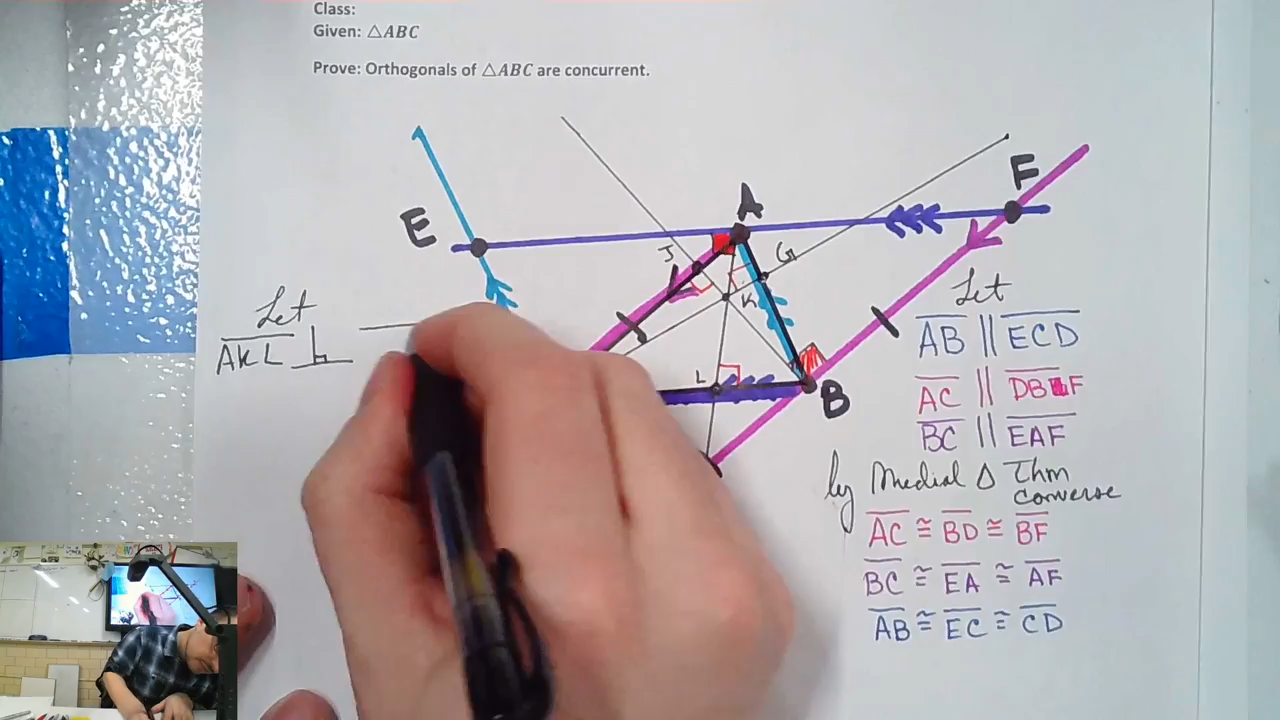 Class:
Given: △ABC
Prove: Orthogonals of △ABC are concurrent.
A
F
E
J
G
K
L
B
Let
AKL ⊥
Let
AB || ECD
AC || DBF
BC || EAF
by Medial △ Thm
converse
AC ≅ BD ≅ BF
BC ≅ EA ≅ AF
AB ≅ EC ≅ CD